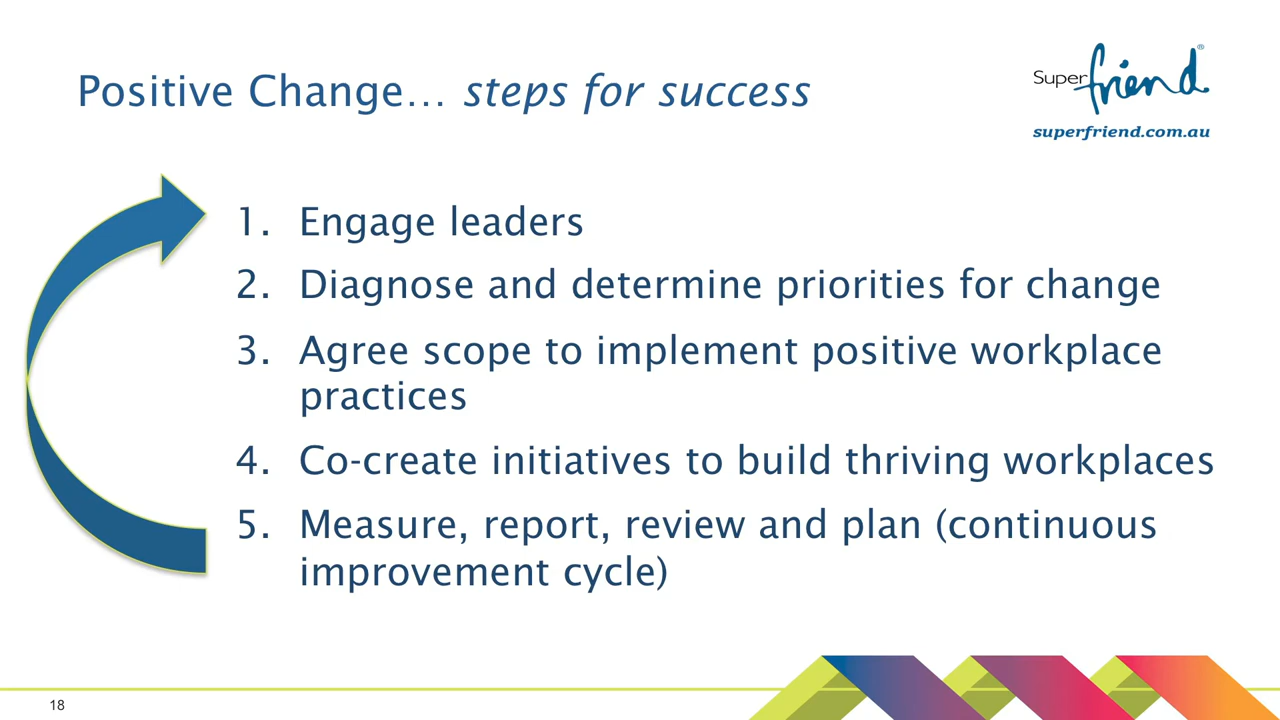 Positive Change... steps for success
Super friend®
superfriend.com.au
1. Engage leaders
2. Diagnose and determine priorities for change
3. Agree scope to implement positive workplace
practices
4. Co-create initiatives to build thriving workplaces
5. Measure, report, review and plan (continuous
improvement cycle)
18